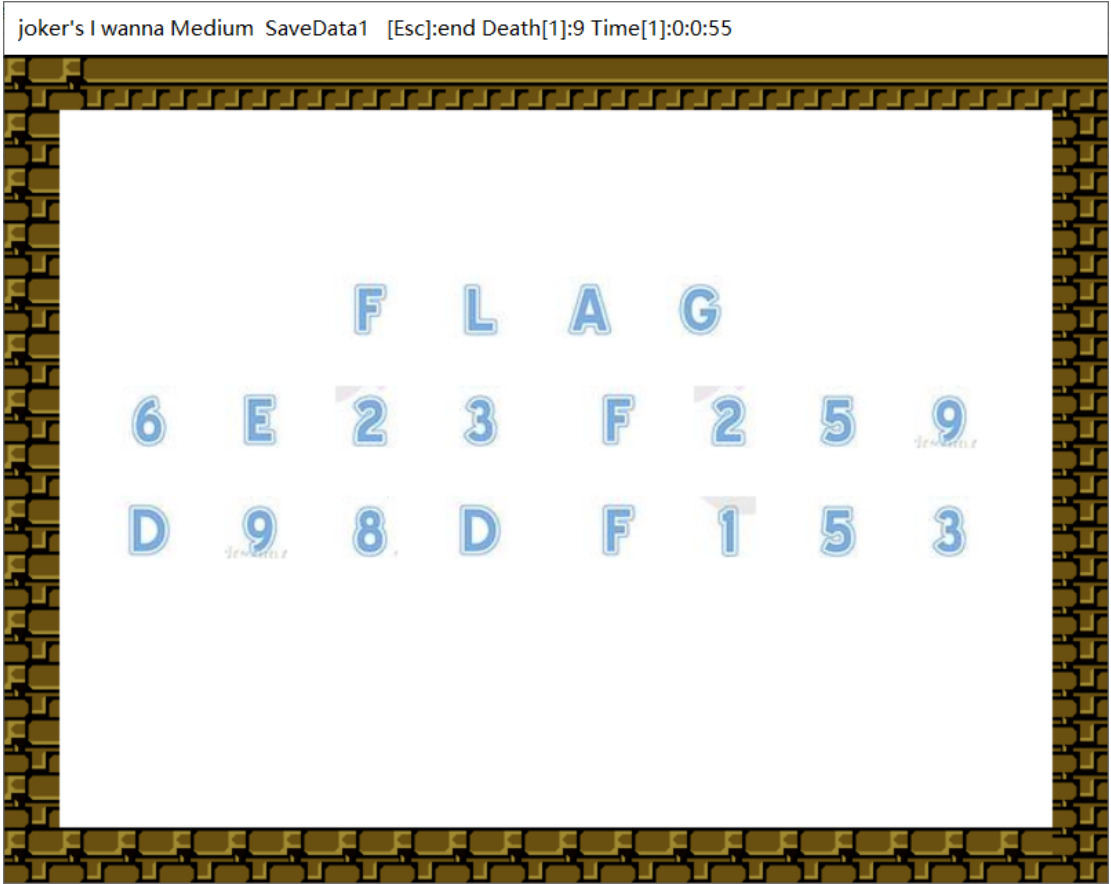 joker's I wanna Medium SaveData1 [Esc]:end Death[1]:9 Time[1]:0:0:55
F L A G
6 E 2 3 F 2 5 9
D 9 8 D F 1 5 3